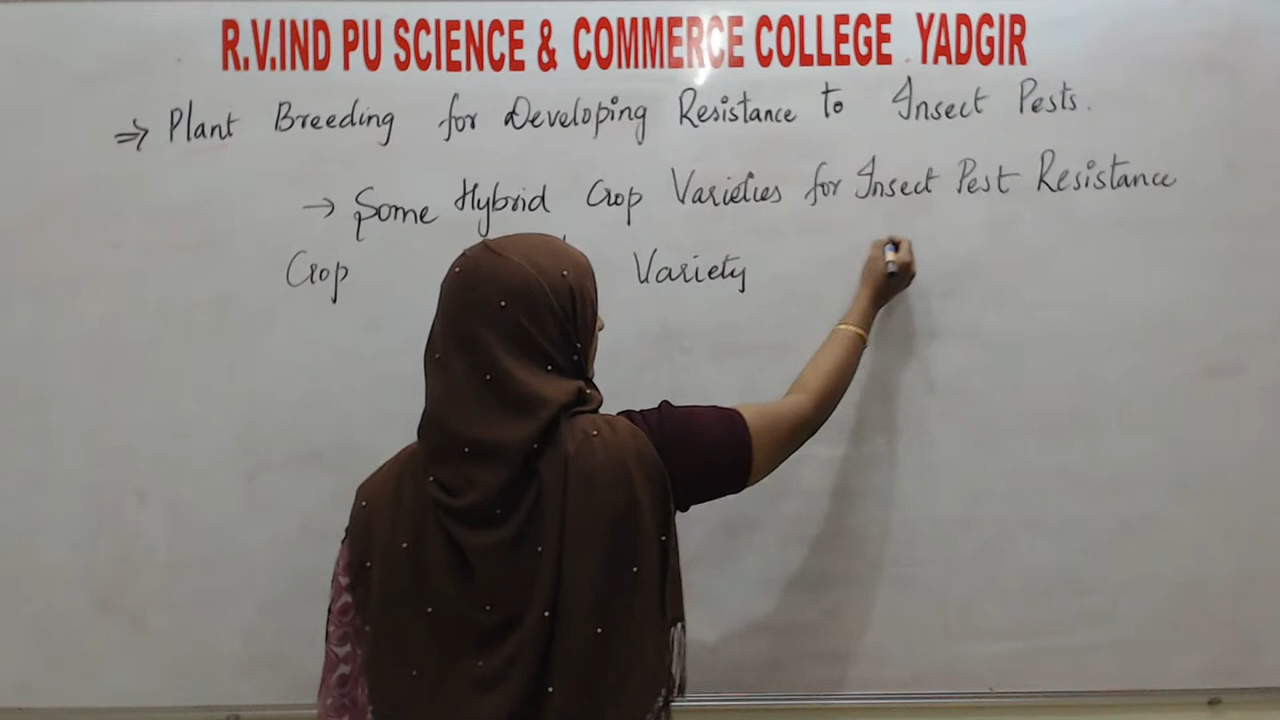 R.V.IND PU SCIENCE & COMMERCE COLLEGE YADGIR
⇒ Plant Breeding for Developing Resistance to Insect Pests.
→ Some Hybrid Crop Varieties for Insect Pest Resistance
Crop Variety